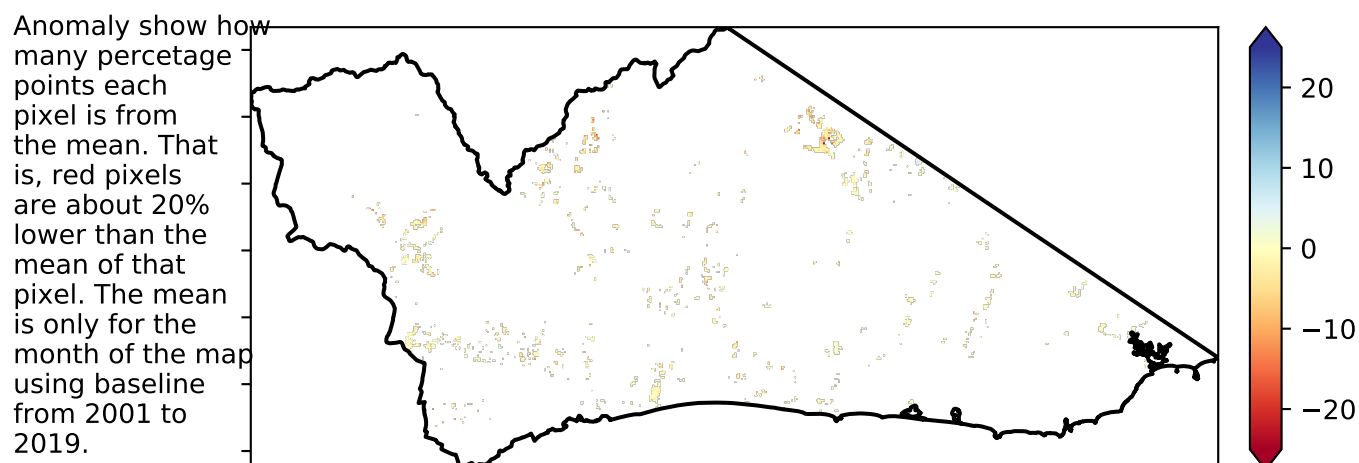 Anomaly show how
many percetage
points each
pixel is from
the mean. That
is, red pixels
are about 20%
lower than the
mean of that
pixel. The mean
is only for the
month of the map
using baseline
from 2001 to
2019.
20
10
0
−10
−20